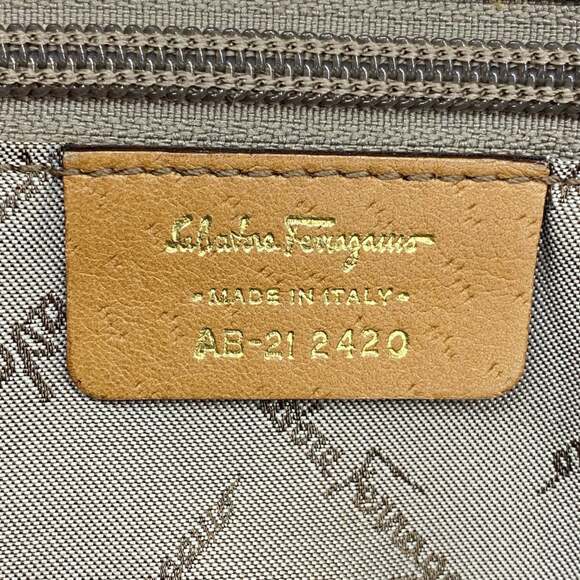 Salvatore Ferragamo
-MADE IN ITALY-
AB-21 2420